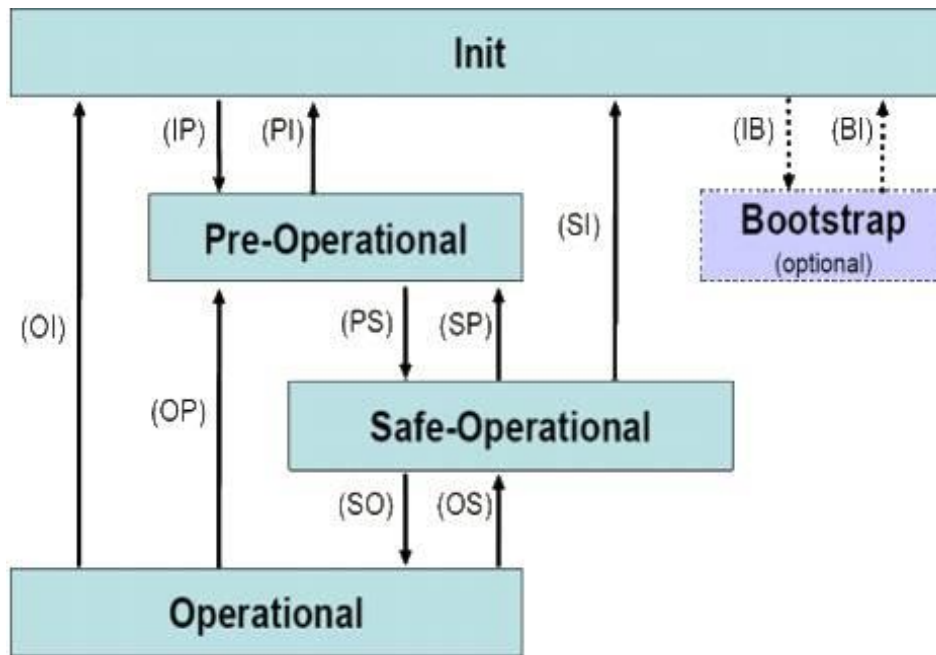 Init
(IP)
(PI)
(IB)
(BI)
Pre-Operational
(SI)
Bootstrap
(optional)
(OI)
(PS)
(SP)
(OP)
Safe-Operational
(SO)
(OS)
Operational